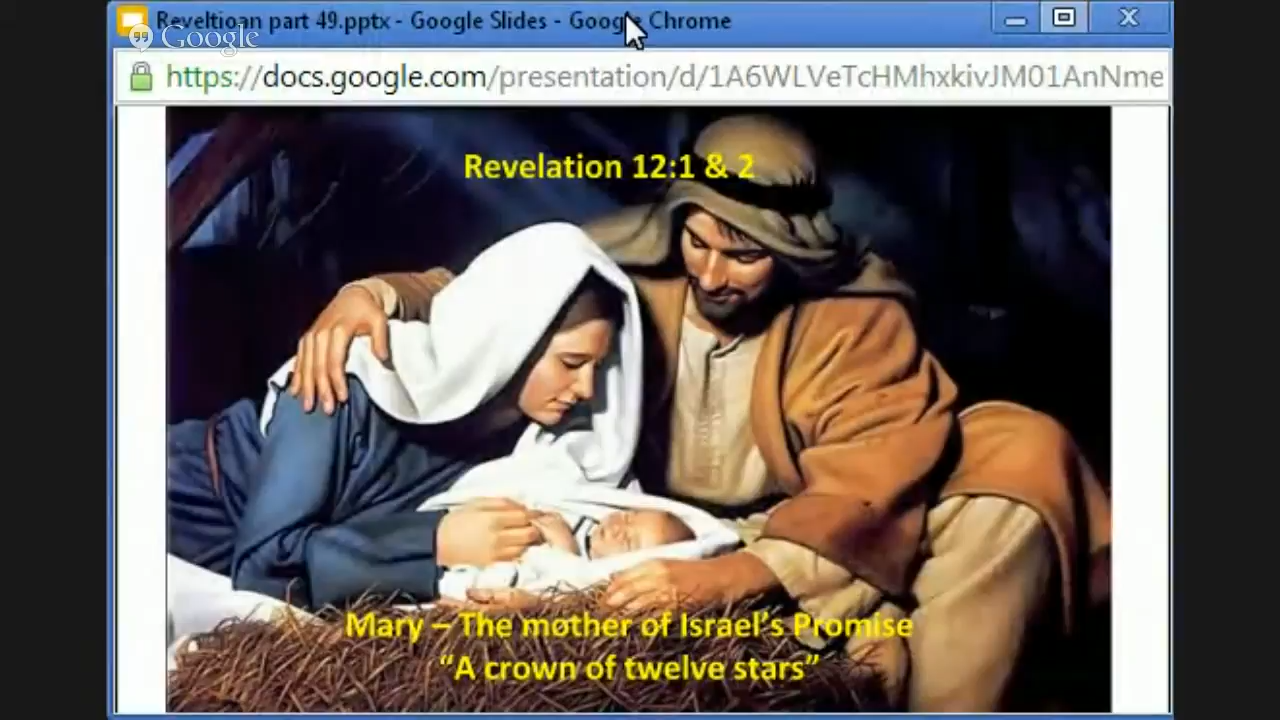 Reveltioan part 49.pptx - Google Slides - Google Chrome
Google
https://docs.google.com/presentation/d/1A6WLVeTcHMhxkivJM01AnNme
Revelation 12:1 & 2
Mary – The mother of Israel's Promise
“A crown of twelve stars”